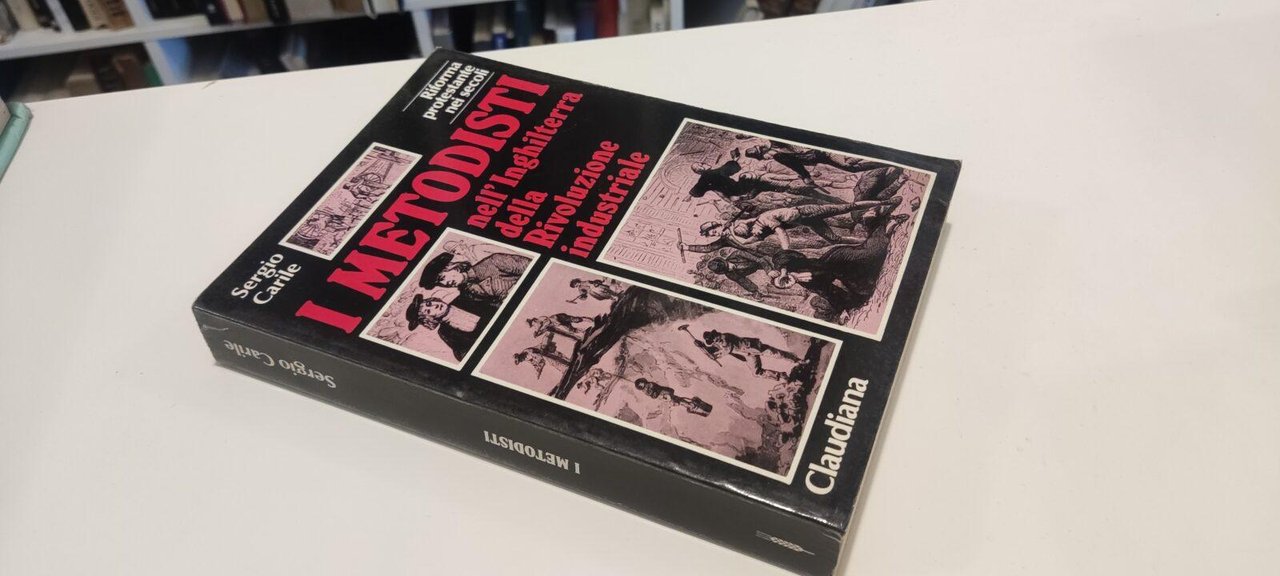 Riforma
protestante
nei secoli
Sergio
Carile
I METODISTI
nell'Inghilterra
della
Rivoluzione
industriale
Claudiana
Sergio Carile
I METODISTI